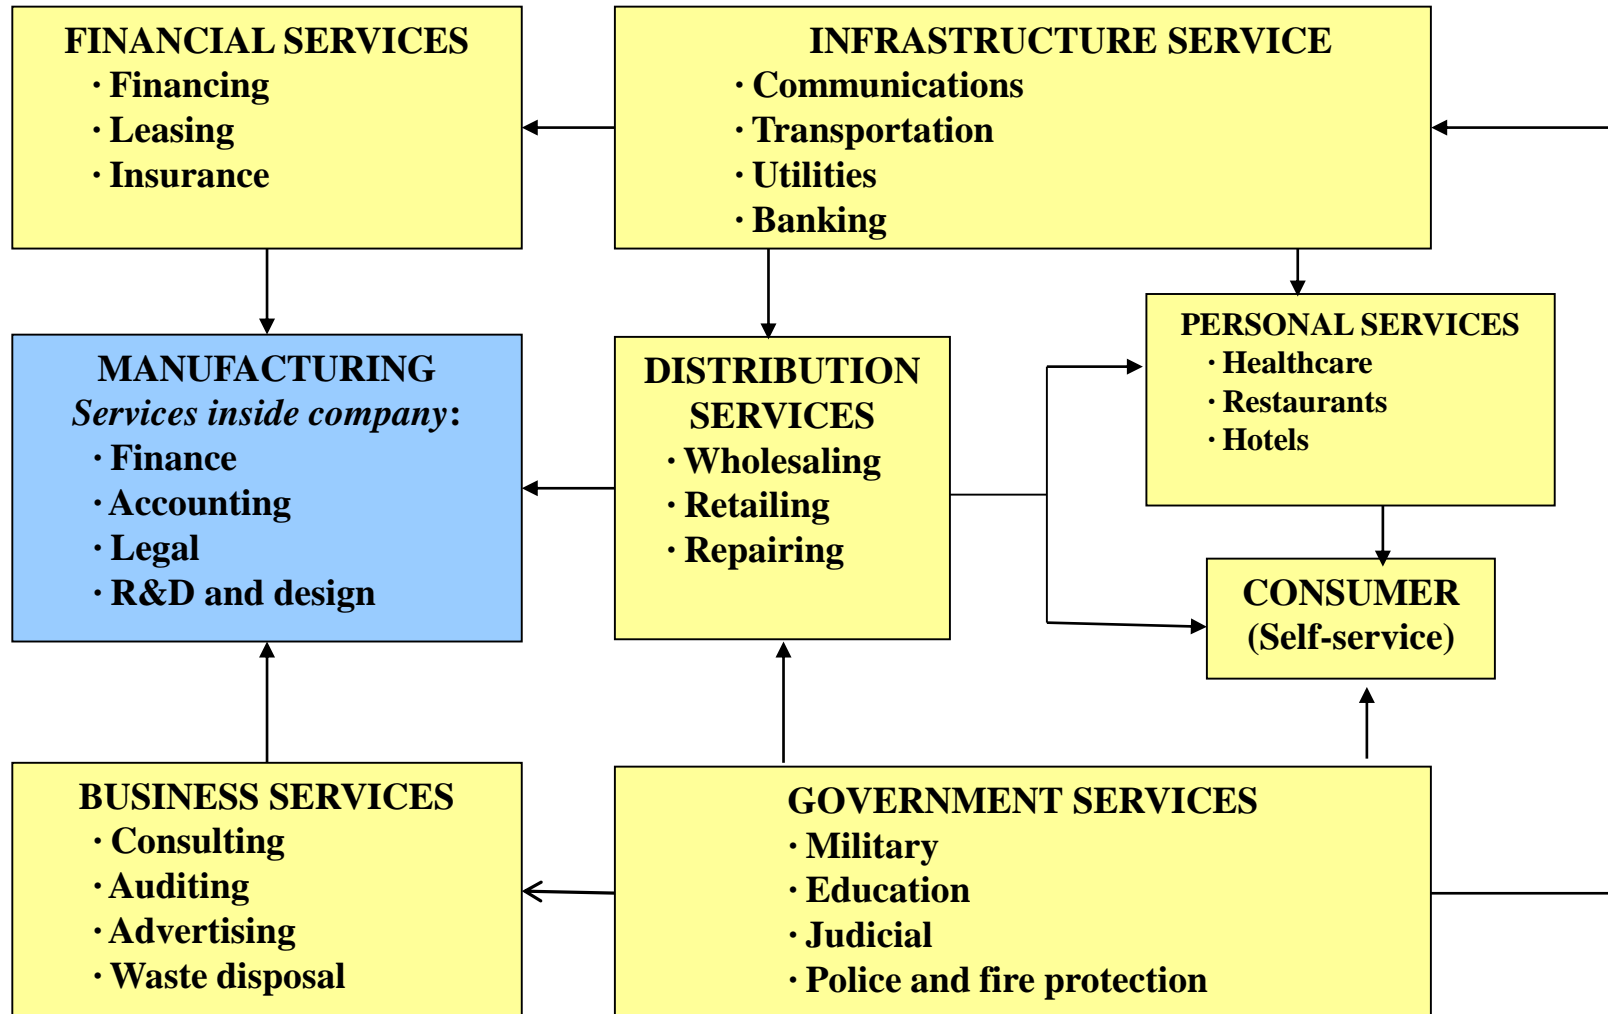 FINANCIAL SERVICES
· Financing
· Leasing
· Insurance
INFRASTRUCTURE SERVICE
· Communications
· Transportation
· Utilities
· Banking
PERSONAL SERVICES
· Healthcare
· Restaurants
· Hotels
MANUFACTURING
Services inside company:
· Finance
· Accounting
· Legal
· R&D and design
DISTRIBUTION
SERVICES
· Wholesaling
· Retailing
· Repairing
CONSUMER
(Self-service)
BUSINESS SERVICES
· Consulting
· Auditing
· Advertising
· Waste disposal
GOVERNMENT SERVICES
· Military
· Education
· Judicial
· Police and fire protection